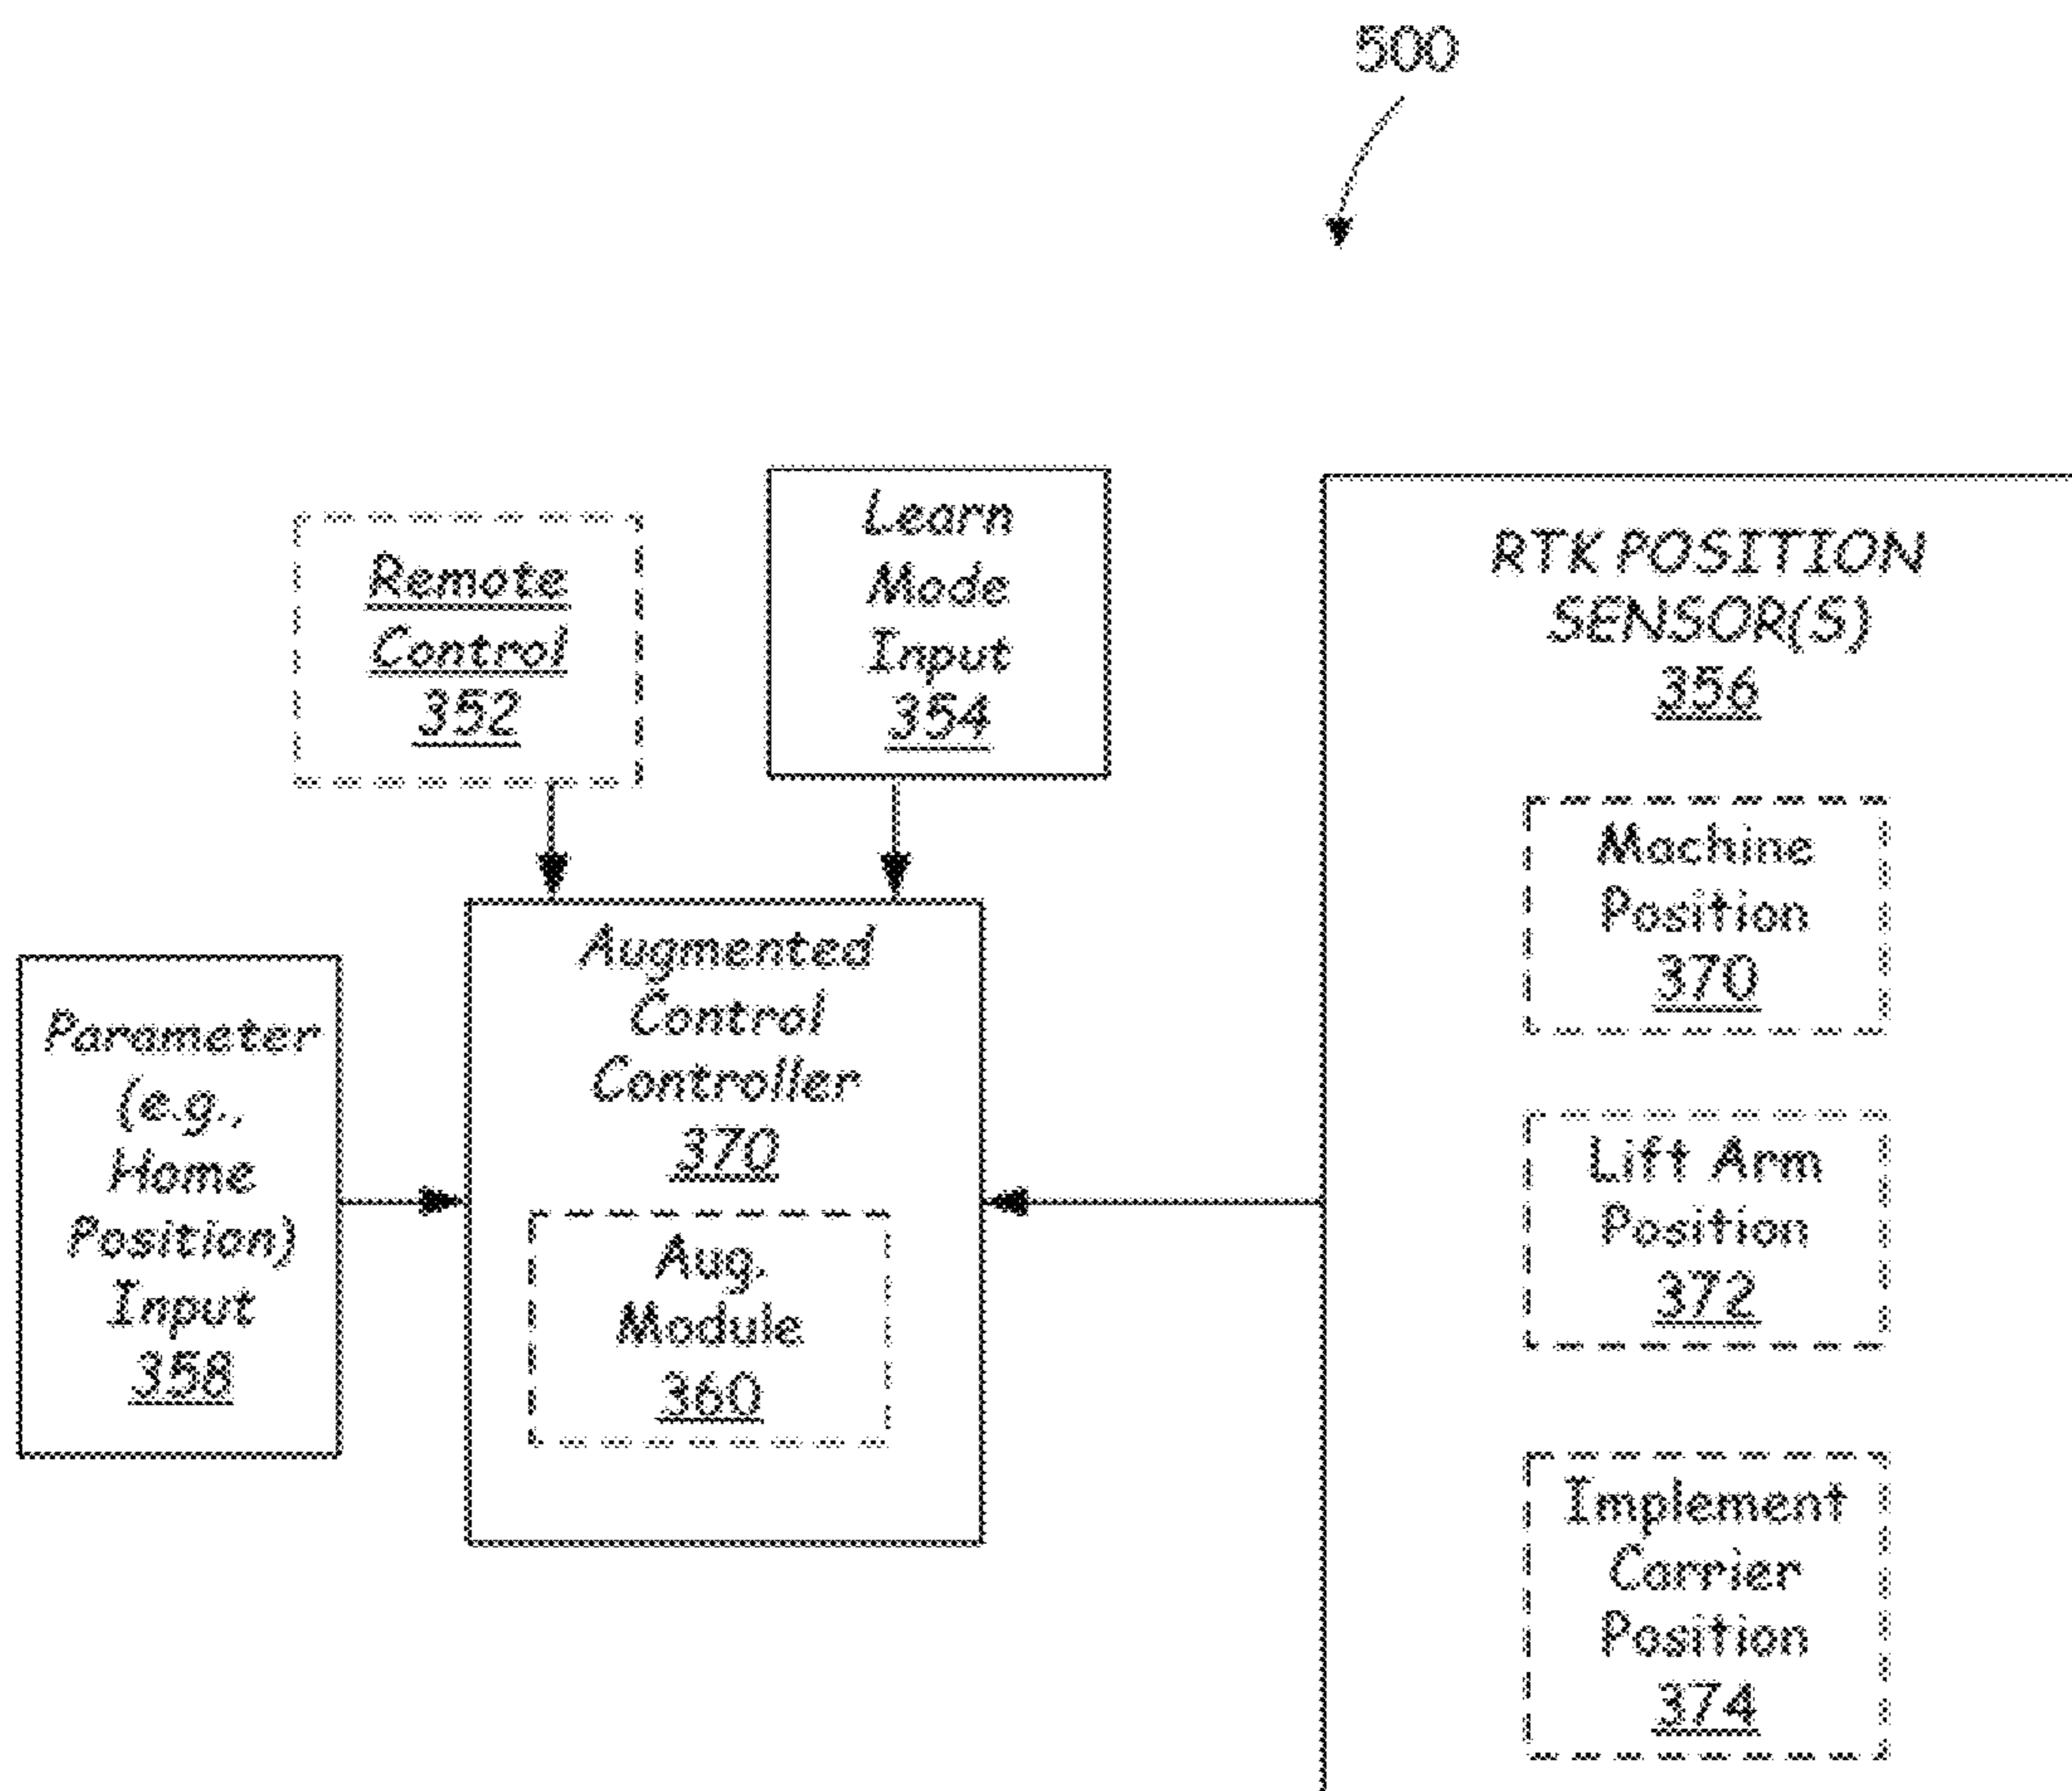 500
Remote
Control
352
Learn
Mode
Input
354
RTK POSITION
SENSOR(S)
356
Machine
Position
370
Lift Arm
Position
372
Implement
Carrier
Position
374
Augmented
Control
Controller
370
Aug.
Module
360
Parameter
(e.g.,
Home
Position)
Input
358